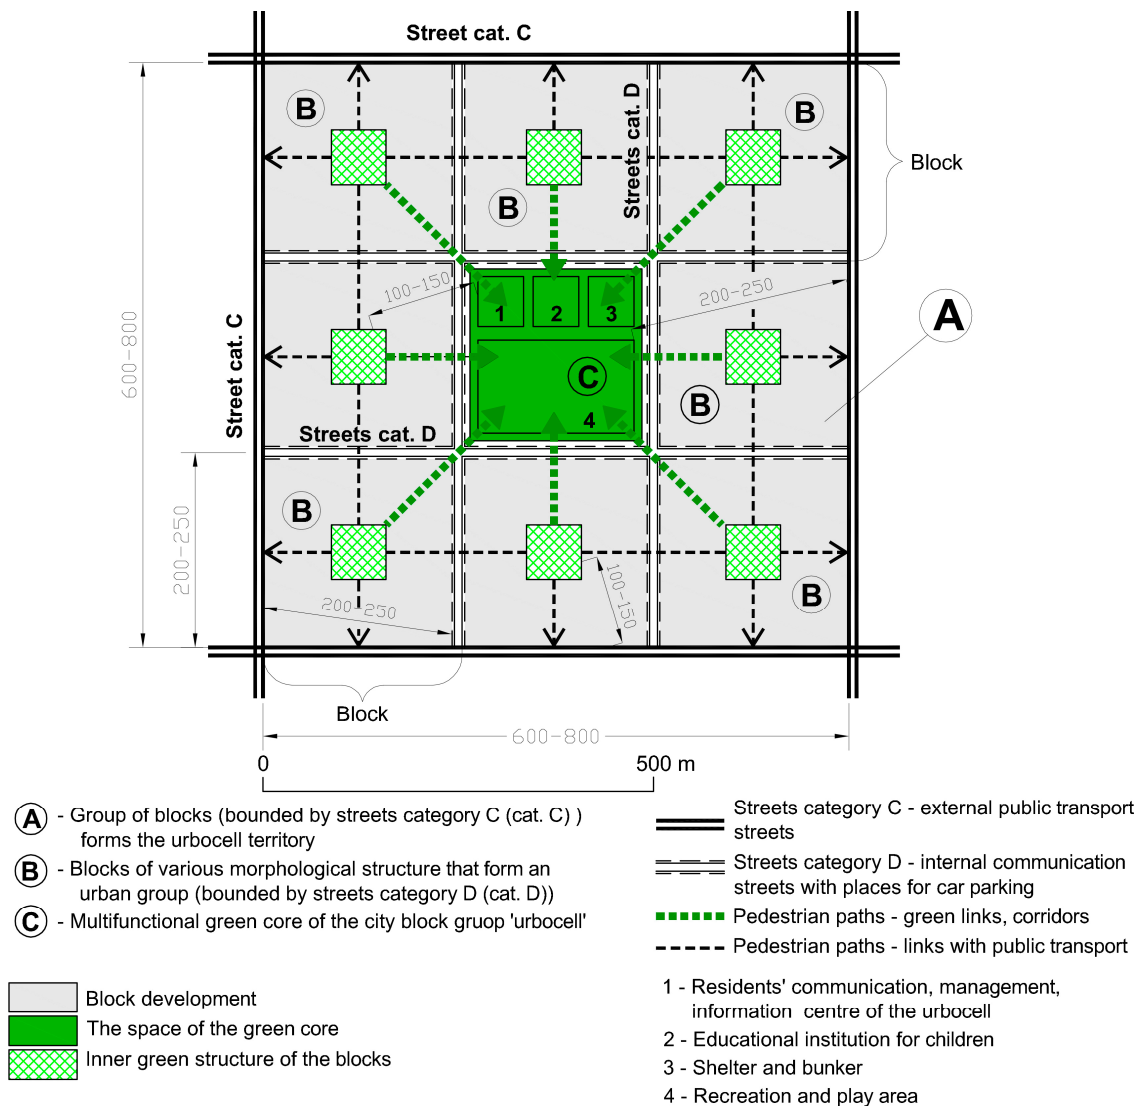 Street cat. C
B
B
Streets cat. D
Block
B
100-150
200-250
1
2
3
A
600-800
Street cat. C
C
B
4
Streets cat. D
B
200-250
100-150
200-250
B
Block
600-800
0
500 m
A - Group of blocks (bounded by streets category C (cat. C) )
forms the urbocell territory
B - Blocks of various morphological structure that form an
urban group (bounded by streets category D (cat. D))
C - Multifunctional green core of the city block gruop 'urbocell'
Block development
The space of the green core
Inner green structure of the blocks
Streets category C - external public transport
streets
Streets category D - internal communication
streets with places for car parking
Pedestrian paths - green links, corridors
Pedestrian paths - links with public transport
1 - Residents' communication, management,
information centre of the urbocell
2 - Educational institution for children
3 - Shelter and bunker
4 - Recreation and play area